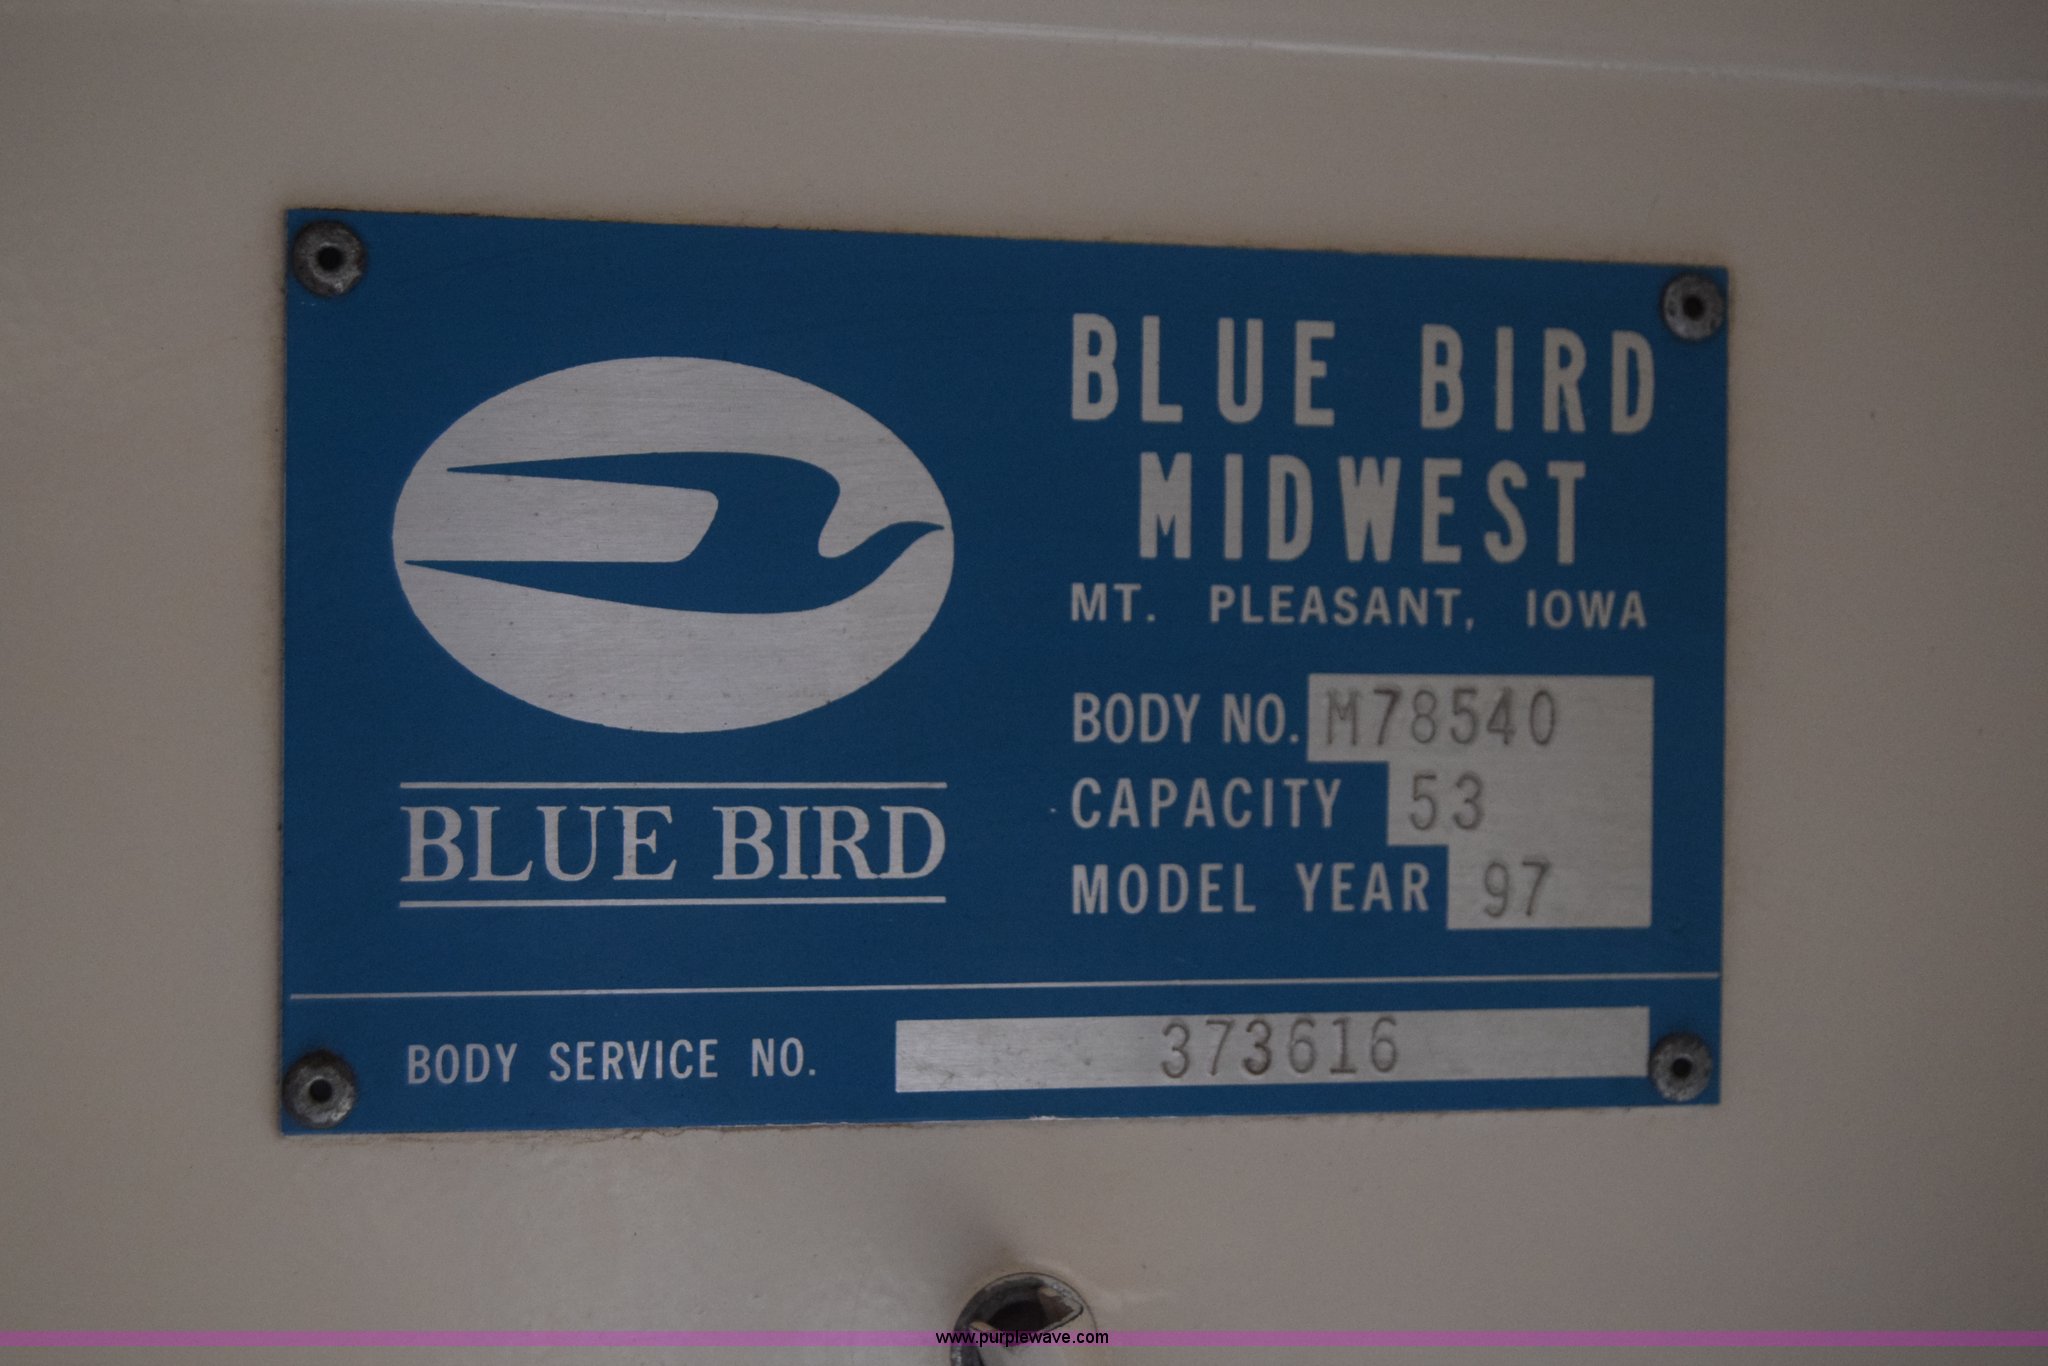 BLUE BIRD
MIDWEST
MT. PLEASANT, IOWA
BODY NO. M78540
CAPACITY 53
MODEL YEAR 97
BLUE BIRD
BODY SERVICE NO. 373616
www.purplewave.com